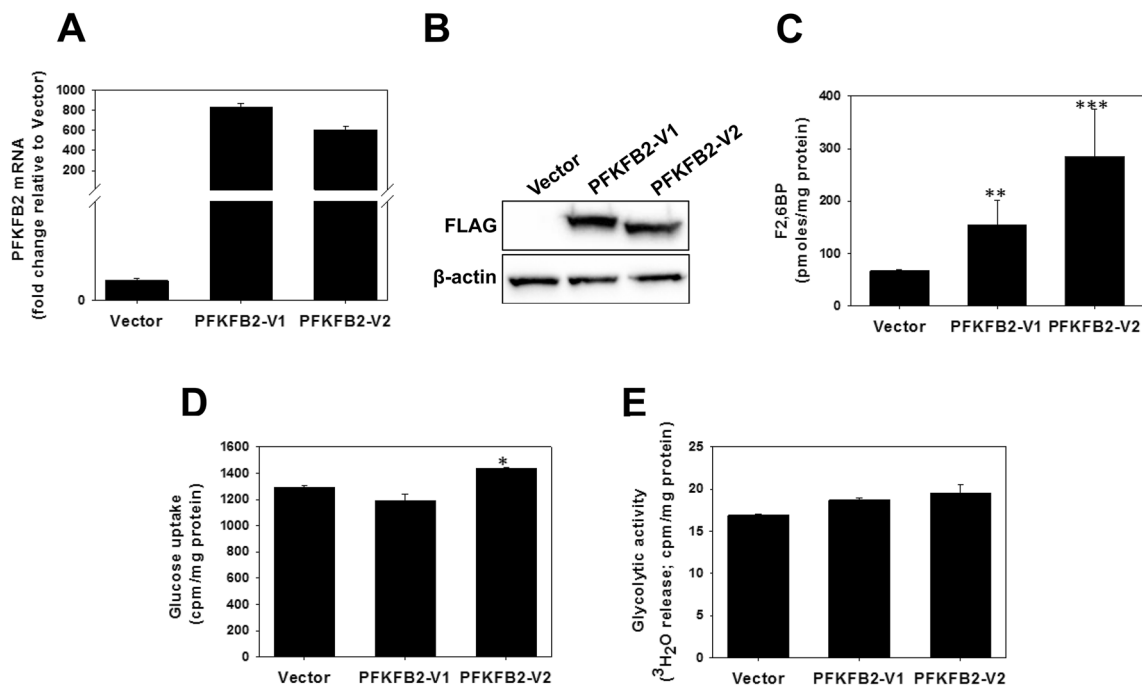 A
PFKFB2 mRNA
(fold change relative to Vector)
1000
800
600
400
200
0
Vector
PFKFB2-V1
PFKFB2-V2
B
Vector
PFKFB2-V1
PFKFB2-V2
FLAG
β-actin
C
F2,6BP
(pmoles/mg protein)
400
300
200
100
0
**
***
Vector
PFKFB2-V1
PFKFB2-V2
D
Glucose uptake
(cpm/mg protein)
1600
1400
1200
1000
800
600
400
200
0
*
Vector
PFKFB2-V1
PFKFB2-V2
E
Glycolytic activity
(³H₂O release; cpm/mg protein)
25
20
15
10
5
0
Vector
PFKFB2-V1
PFKFB2-V2